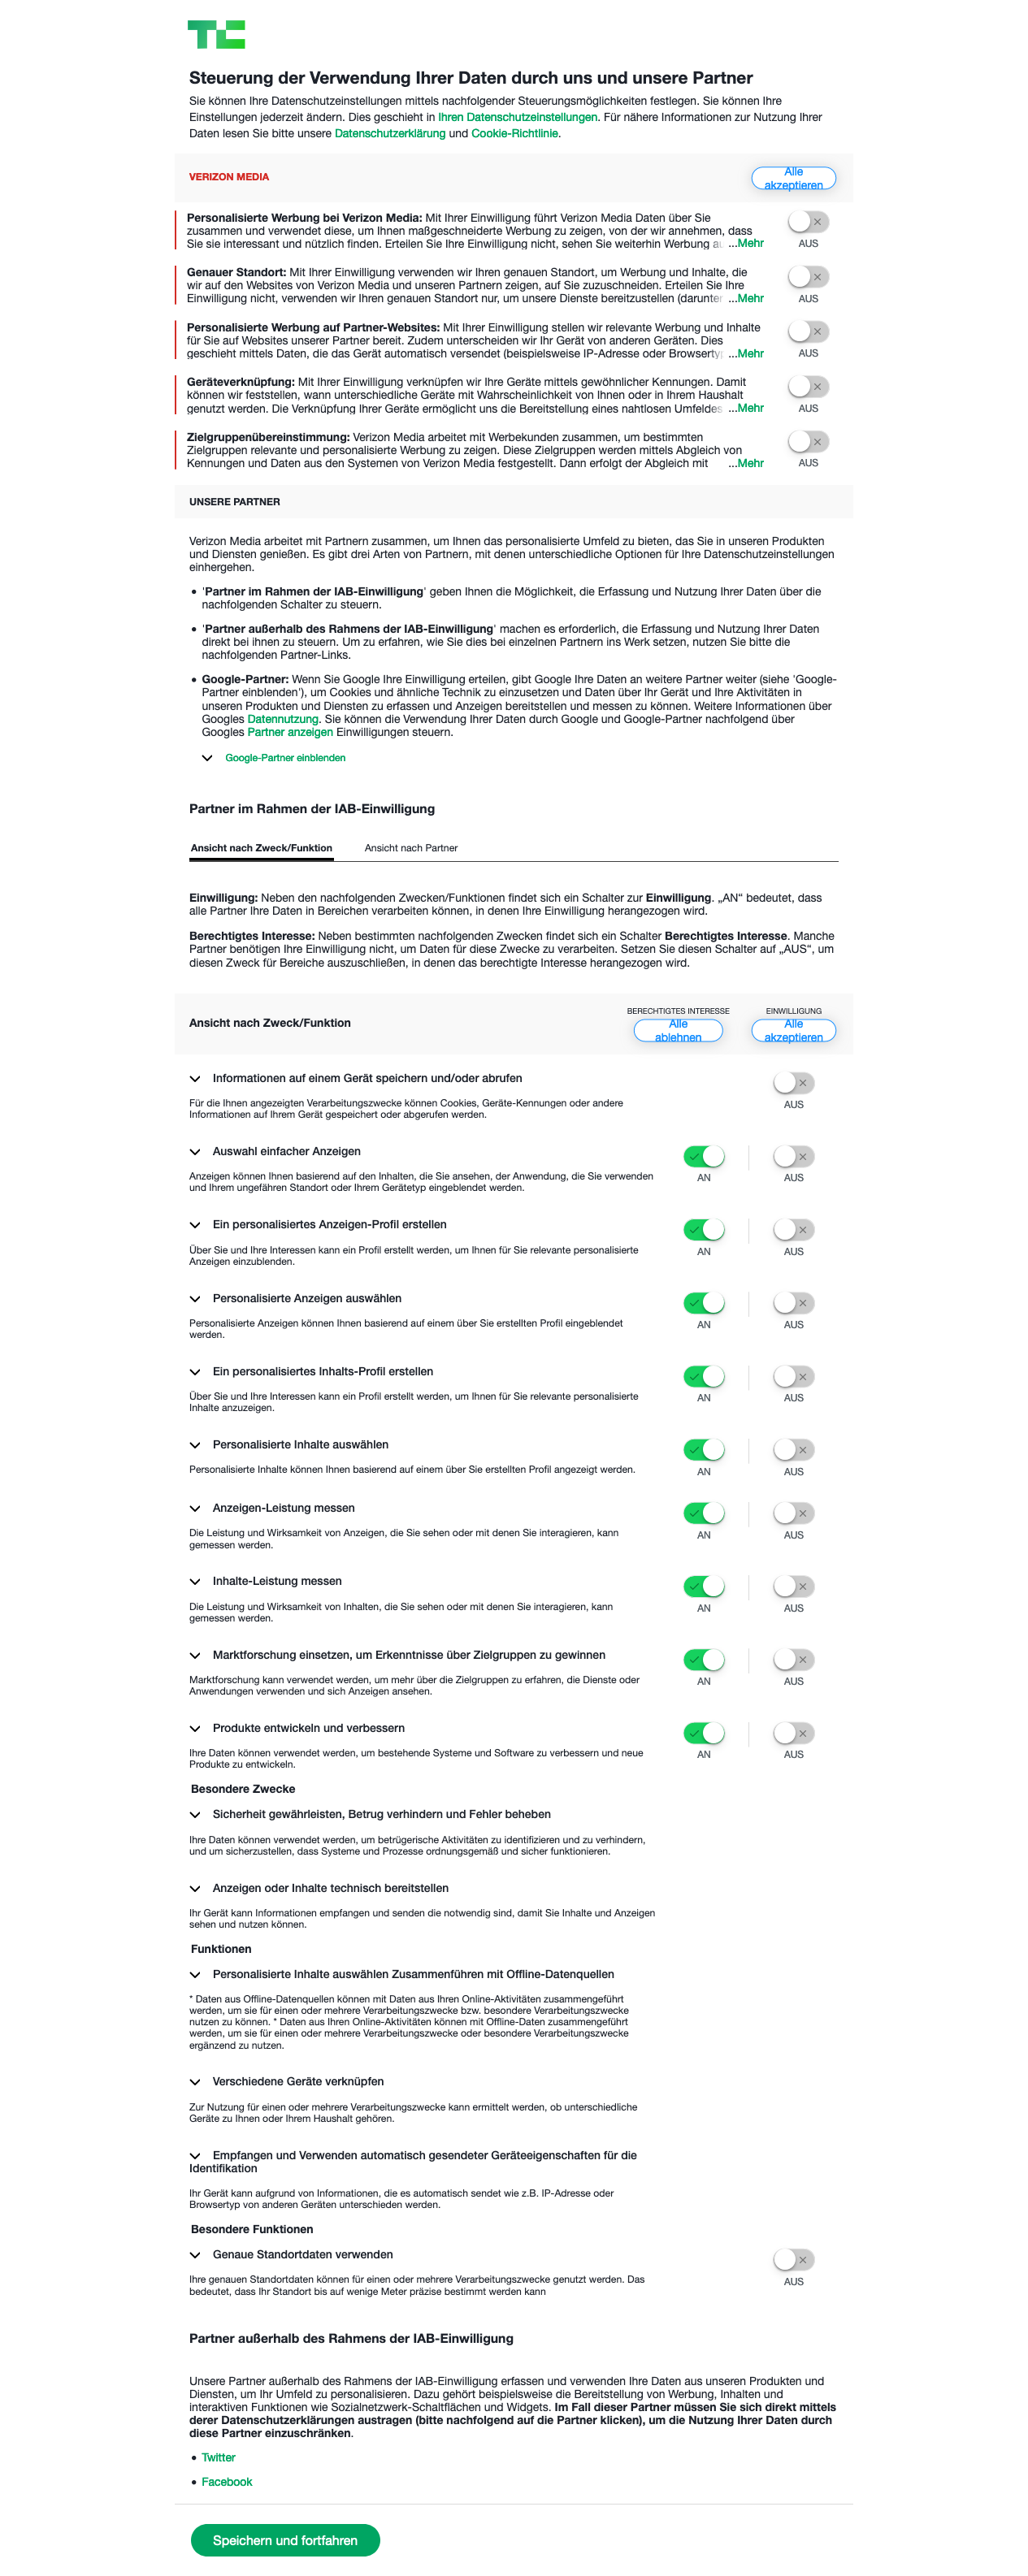 TC
Steuerung der Verwendung Ihrer Daten durch uns und unsere Partner
Sie können Ihre Datenschutzeinstellungen mittels nachfolgender Steuerungsmöglichkeiten festlegen. Sie können Ihre
Einstellungen jederzeit ändern. Dies geschieht in Ihren Datenschutzeinstellungen. Für nähere Informationen zur Nutzung Ihrer
Daten lesen Sie bitte unsere Datenschutzerklärung und Cookie-Richtlinie.
VERIZON MEDIA
Alle
akzeptieren
Personalisierte Werbung bei Verizon Media: Mit Ihrer Einwilligung führt Verizon Media Daten über Sie
zusammen und verwendet diese, um Ihnen maßgeschneiderte Werbung zu zeigen, von der wir annehmen, dass
Sie sie interessant und nützlich finden. Erteilen Sie Ihre Einwilligung nicht, sehen Sie weiterhin Werbung ...Mehr
AUS
Genauer Standort: Mit Ihrer Einwilligung verwenden wir Ihren genauen Standort, um Werbung und Inhalte, die
wir auf den Websites von Verizon Media und unseren Partnern zeigen, auf Sie zuzuschneiden. Erteilen Sie Ihre
Einwilligung nicht, verwenden wir Ihren genauen Standort nur, um unsere Dienste bereitzustellen (darunter ...Mehr
AUS
Personalisierte Werbung auf Partner-Websites: Mit Ihrer Einwilligung stellen wir relevante Werbung und Inhalte
für Sie auf Websites unserer Partner bereit. Zudem unterscheiden wir Ihr Gerät von anderen Geräten. Dies
geschieht mittels Daten, die das Gerät automatisch versendet (beispielsweise IP-Adresse oder Browsertyp ...Mehr
AUS
Geräteverknüpfung: Mit Ihrer Einwilligung verknüpfen wir Ihre Geräte mittels gewöhnlicher Kennungen. Damit
können wir feststellen, wann unterschiedliche Geräte mit Wahrscheinlichkeit von Ihnen oder in Ihrem Haushalt
genutzt werden. Die Verknüpfung Ihrer Geräte ermöglicht uns die Bereitstellung eines nahtlosen Umfeldes ...Mehr
AUS
Zielgruppenübereinstimmung: Verizon Media arbeitet mit Werbekunden zusammen, um bestimmten
Zielgruppen relevante und personalisierte Werbung zu zeigen. Diese Zielgruppen werden mittels Abgleich von
Kennungen und Daten aus den Systemen von Verizon Media festgestellt. Dann erfolgt der Abgleich mit ...Mehr
AUS
UNSERE PARTNER
Verizon Media arbeitet mit Partnern zusammen, um Ihnen das personalisierte Umfeld zu bieten, das Sie in unseren Produkten
und Diensten genießen. Es gibt drei Arten von Partnern, mit denen unterschiedliche Optionen für Ihre Datenschutzeinstellungen
einhergehen.
• 'Partner im Rahmen der IAB-Einwilligung' geben Ihnen die Möglichkeit, die Erfassung und Nutzung Ihrer Daten über die
nachfolgenden Schalter zu steuern.
• 'Partner außerhalb des Rahmens der IAB-Einwilligung' machen es erforderlich, die Erfassung und Nutzung Ihrer Daten
direkt bei ihnen zu steuern. Um zu erfahren, wie Sie dies bei einzelnen Partnern ins Werk setzen, nutzen Sie bitte die
nachfolgenden Partner-Links.
• Google-Partner: Wenn Sie Google Ihre Einwilligung erteilen, gibt Google Ihre Daten an weitere Partner weiter (siehe 'Google-
Partner einblenden'), um Cookies und ähnliche Technik zu einzusetzen und Daten über Ihr Gerät und Ihre Aktivitäten in
unseren Produkten und Diensten zu erfassen und Anzeigen bereitstellen und messen zu können. Weitere Informationen über
Googles Datennutzung. Sie können die Verwendung Ihrer Daten durch Google und Google-Partner nachfolgend über
Googles Partner anzeigen Einwilligungen steuern.
Google-Partner einblenden
Partner im Rahmen der IAB-Einwilligung
Ansicht nach Zweck/Funktion Ansicht nach Partner
Einwilligung: Neben den nachfolgenden Zwecken/Funktionen findet sich ein Schalter zur Einwilligung. „AN“ bedeutet, dass
alle Partner Ihre Daten in Bereichen verarbeiten können, in denen Ihre Einwilligung herangezogen wird.
Berechtigtes Interesse: Neben bestimmten nachfolgenden Zwecken findet sich ein Schalter Berechtigtes Interesse. Manche
Partner benötigen Ihre Einwilligung nicht, um Daten für diese Zwecke zu verarbeiten. Setzen Sie diesen Schalter auf „AUS“, um
diesen Zweck für Bereiche auszuschließen, in denen das berechtigte Interesse herangezogen wird.
Ansicht nach Zweck/Funktion
BERECHTIGTES INTERESSE
Alle
ablehnen
EINWILLIGUNG
Alle
akzeptieren
Informationen auf einem Gerät speichern und/oder abrufen
AUS
Für die Ihnen angezeigten Verarbeitungszwecke können Cookies, Geräte-Kennungen oder andere
Informationen auf Ihrem Gerät gespeichert oder abgerufen werden.
Auswahl einfacher Anzeigen
AN AUS
Anzeigen können Ihnen basierend auf den Inhalten, die Sie ansehen, der Anwendung, die Sie verwenden
und Ihrem ungefähren Standort oder Ihrem Gerätetyp eingeblendet werden.
Ein personalisiertes Anzeigen-Profil erstellen
AN AUS
Über Sie und Ihre Interessen kann ein Profil erstellt werden, um Ihnen für Sie relevante personalisierte
Anzeigen einzublenden.
Personalisierte Anzeigen auswählen
AN AUS
Personalisierte Anzeigen können Ihnen basierend auf einem über Sie erstellten Profil eingeblendet
werden.
Ein personalisiertes Inhalts-Profil erstellen
AN AUS
Über Sie und Ihre Interessen kann ein Profil erstellt werden, um Ihnen für Sie relevante personalisierte
Inhalte anzuzeigen.
Personalisierte Inhalte auswählen
AN AUS
Personalisierte Inhalte können Ihnen basierend auf einem über Sie erstellten Profil angezeigt werden.
Anzeigen-Leistung messen
AN AUS
Die Leistung und Wirksamkeit von Anzeigen, die Sie sehen oder mit denen Sie interagieren, kann
gemessen werden.
Inhalte-Leistung messen
AN AUS
Die Leistung und Wirksamkeit von Inhalten, die Sie sehen oder mit denen Sie interagieren, kann
gemessen werden.
Marktforschung einsetzen, um Erkenntnisse über Zielgruppen zu gewinnen
AN AUS
Marktforschung kann verwendet werden, um mehr über die Zielgruppen zu erfahren, die Dienste oder
Anwendungen verwenden und sich Anzeigen ansehen.
Produkte entwickeln und verbessern
AN AUS
Ihre Daten können verwendet werden, um bestehende Systeme und Software zu verbessern und neue
Produkte zu entwickeln.
Besondere Zwecke
Sicherheit gewährleisten, Betrug verhindern und Fehler beheben
Ihre Daten können verwendet werden, um betrügerische Aktivitäten zu identifizieren und zu verhindern,
und um sicherzustellen, dass Systeme und Prozesse ordnungsgemäß und sicher funktionieren.
Anzeigen oder Inhalte technisch bereitstellen
Ihr Gerät kann Informationen empfangen und senden die notwendig sind, damit Sie Inhalte und Anzeigen
sehen und nutzen können.
Funktionen
Personalisierte Inhalte auswählen Zusammenführen mit Offline-Datenquellen
* Daten aus Offline-Datenquellen können mit Daten aus Ihren Online-Aktivitäten zusammengeführt
werden, um sie für einen oder mehrere Verarbeitungszwecke bzw. besondere Verarbeitungszwecke
nutzen zu können. * Daten aus Ihren Online-Aktivitäten können mit Offline-Daten zusammengeführt
werden, um sie für einen oder mehrere Verarbeitungszwecke oder besondere Verarbeitungszwecke
ergänzend zu nutzen.
Verschiedene Geräte verknüpfen
Zur Nutzung für einen oder mehrere Verarbeitungszwecke kann ermittelt werden, ob unterschiedliche
Geräte zu Ihnen oder Ihrem Haushalt gehören.
Empfangen und Verwenden automatisch gesendeter Geräteeigenschaften für die
Identifikation
Ihr Gerät kann aufgrund von Informationen, die es automatisch sendet wie z.B. IP-Adresse oder
Browsertyp von anderen Geräten unterschieden werden.
Besondere Funktionen
Genaue Standortdaten verwenden
AUS
Ihre genauen Standortdaten können für einen oder mehrere Verarbeitungszwecke genutzt werden. Das
bedeutet, dass Ihr Standort bis auf wenige Meter präzise bestimmt werden kann
Partner außerhalb des Rahmens der IAB-Einwilligung
Unsere Partner außerhalb des Rahmens der IAB-Einwilligung erfassen und verwenden Ihre Daten aus unseren Produkten und
Diensten, um Ihr Umfeld zu personalisieren. Dazu gehört beispielsweise die Bereitstellung von Werbung, Inhalten und
interaktiven Funktionen wie Sozialnetzwerk-Schaltflächen und Widgets. Im Fall dieser Partner müssen Sie sich direkt mittels
derer Datenschutzerklärungen austragen (bitte nachfolgend auf die Partner klicken), um die Nutzung Ihrer Daten durch
diese Partner einzuschränken.
• Twitter
• Facebook
Speichern und fortfahren